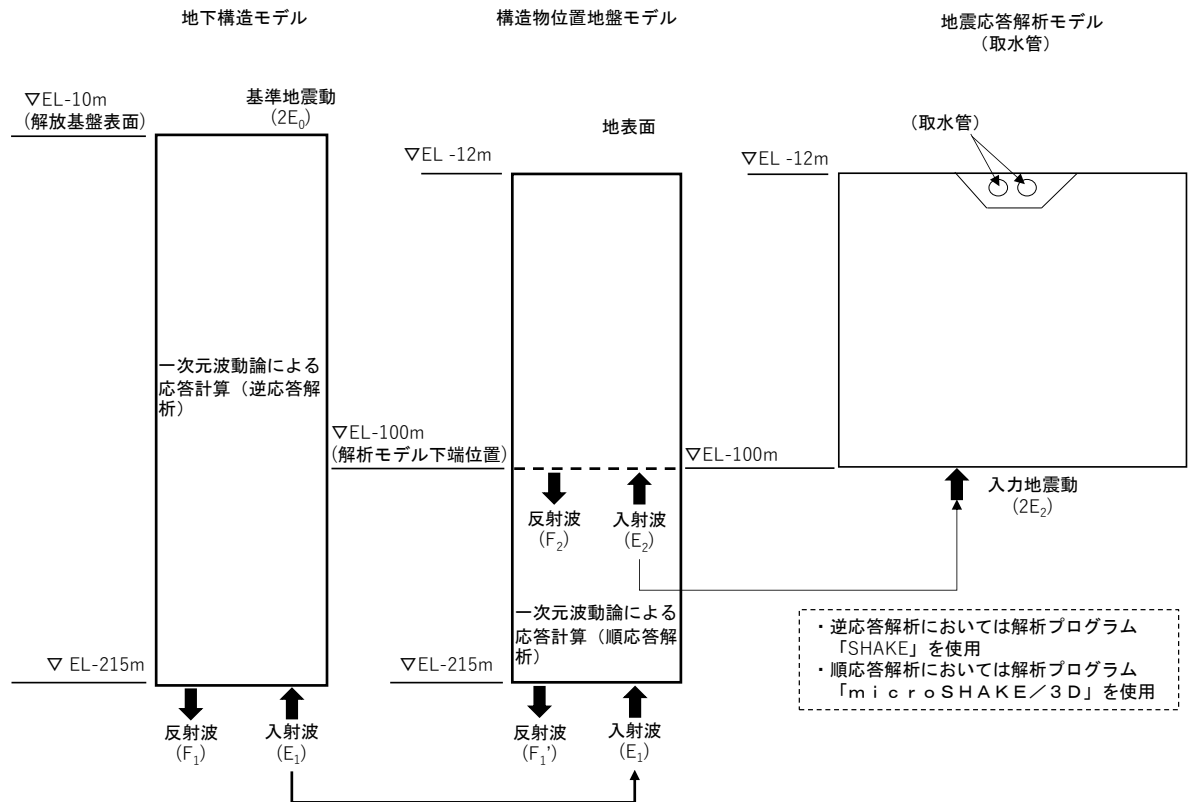 地下構造モデル
▽EL-10m
(解放基盤表面)
基準地震動
(2E₀)
一次元波動論による
応答計算（逆応答解
析）
▽ EL-215m
反射波
(F₁)
入射波
(E₁)
構造物位置地盤モデル
地表面
▽EL -12m
▽EL-100m
(解析モデル下端位置)
反射波
(F₂)
入射波
(E₂)
一次元波動論による
応答計算（順応答解
析）
▽EL-215m
反射波
(F₁')
入射波
(E₁)
地震応答解析モデル
（取水管）
(取水管)
▽EL -12m
▽EL-100m
入力地震動
(2E₂)
・逆応答解析においては解析プログラム
「SHAKE」を使用
・順応答解析においては解析プログラム
「ｍｉｃｒｏＳＨＡＫＥ／３Ｄ」を使用